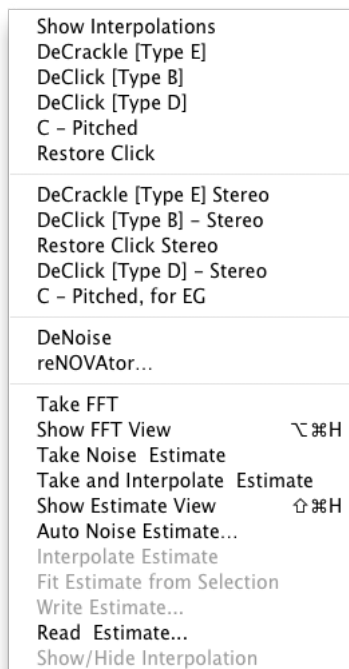 Show Interpolations
DeCrackle [Type E]
DeClick [Type B]
DeClick [Type D]
C – Pitched
Restore Click
DeCrackle [Type E] Stereo
DeClick [Type B] – Stereo
Restore Click Stereo
DeClick [Type D] – Stereo
C – Pitched, for EG
DeNoise
reNOVAtor...
Take FFT
Show FFT View ⌥⌘H
Take Noise Estimate
Take and Interpolate Estimate
Show Estimate View ⇧⌘H
Auto Noise Estimate...
Interpolate Estimate
Fit Estimate from Selection
Write Estimate...
Read Estimate...
Show/Hide Interpolation